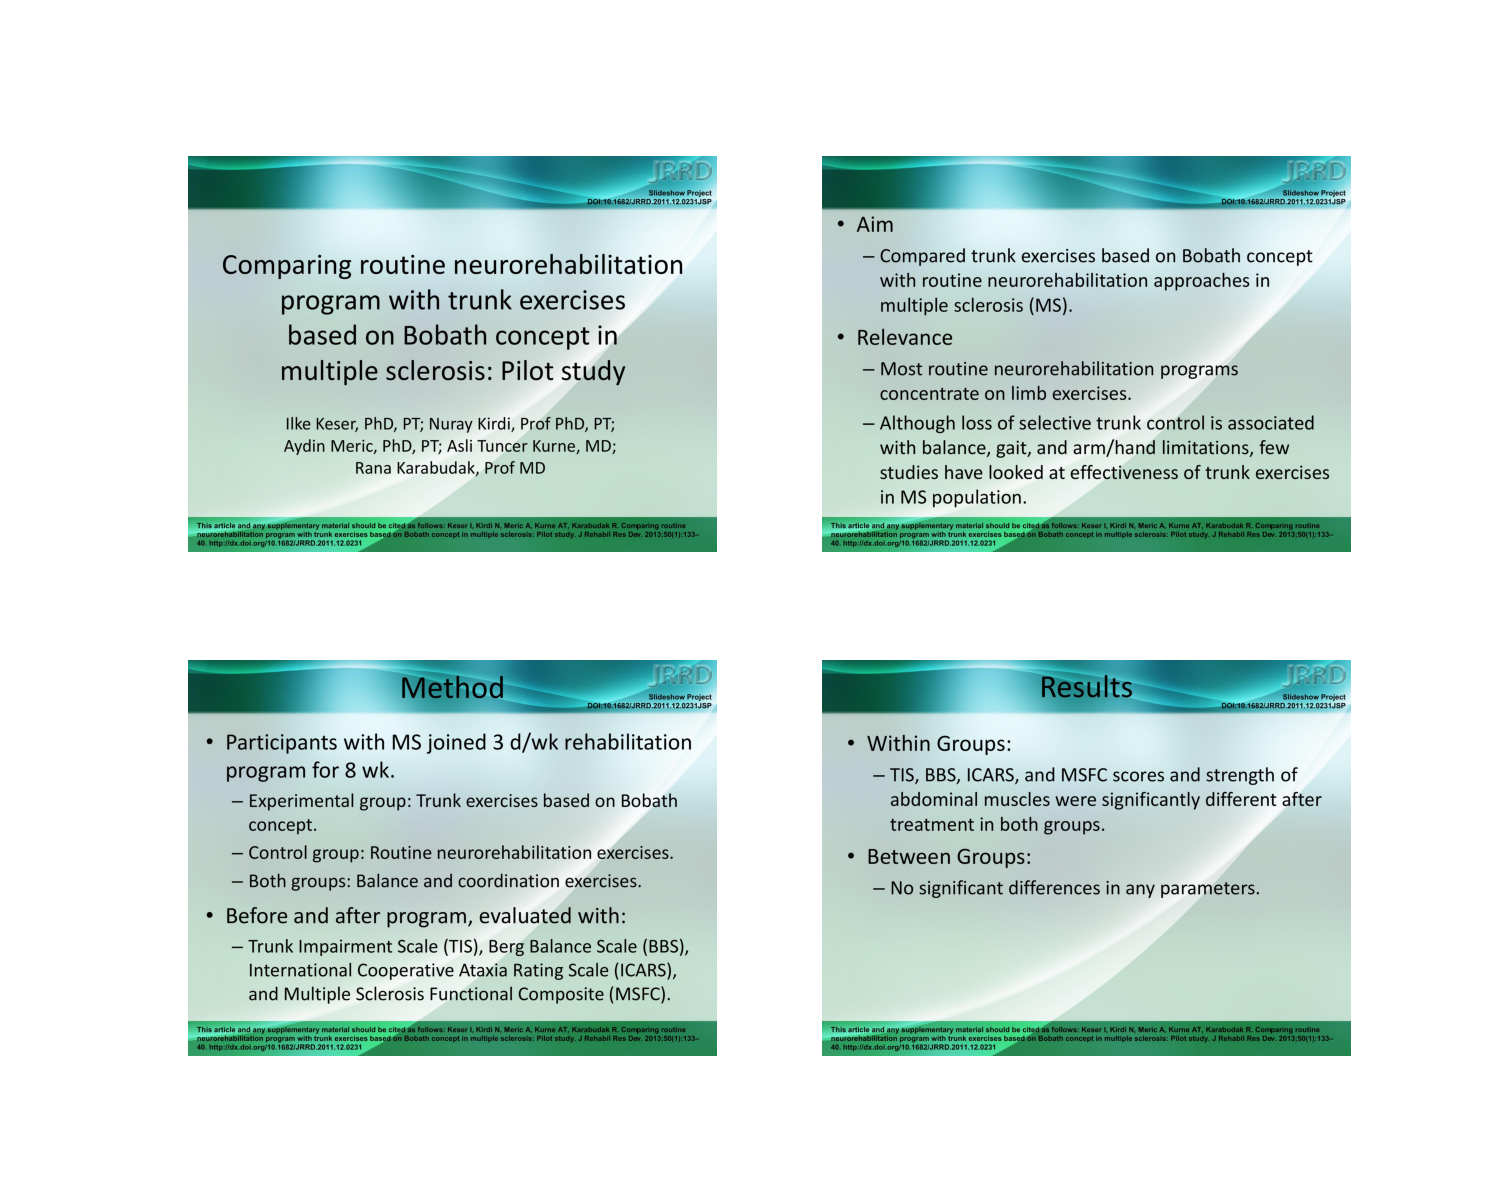 JRRD
Slideshow Project
DOI:10.1682/JRRD.2011.12.0231JSP
Comparing routine neurorehabilitation
program with trunk exercises
based on Bobath concept in
multiple sclerosis: Pilot study
Ilke Keser, PhD, PT; Nuray Kirdi, Prof PhD, PT;
Aydin Meric, PhD, PT; Asli Tuncer Kurne, MD;
Rana Karabudak, Prof MD
This article and any supplementary material should be cited as follows: Keser I, Kirdi N, Meric A, Kurne AT, Karabudak R. Comparing routine
neurorehabilitation program with trunk exercises based on Bobath concept in multiple sclerosis: Pilot study. J Rehabil Res Dev. 2013;50(1):133–
40. http://dx.doi.org/10.1682/JRRD.2011.12.0231
JRRD
Slideshow Project
DOI:10.1682/JRRD.2011.12.0231JSP
• Aim
– Compared trunk exercises based on Bobath concept
with routine neurorehabilitation approaches in
multiple sclerosis (MS).
• Relevance
– Most routine neurorehabilitation programs
concentrate on limb exercises.
– Although loss of selective trunk control is associated
with balance, gait, and arm/hand limitations, few
studies have looked at effectiveness of trunk exercises
in MS population.
This article and any supplementary material should be cited as follows: Keser I, Kirdi N, Meric A, Kurne AT, Karabudak R. Comparing routine
neurorehabilitation program with trunk exercises based on Bobath concept in multiple sclerosis: Pilot study. J Rehabil Res Dev. 2013;50(1):133–
40. http://dx.doi.org/10.1682/JRRD.2011.12.0231
JRRD
Slideshow Project
DOI:10.1682/JRRD.2011.12.0231JSP
Method
• Participants with MS joined 3 d/wk rehabilitation
program for 8 wk.
– Experimental group: Trunk exercises based on Bobath
concept.
– Control group: Routine neurorehabilitation exercises.
– Both groups: Balance and coordination exercises.
• Before and after program, evaluated with:
– Trunk Impairment Scale (TIS), Berg Balance Scale (BBS),
International Cooperative Ataxia Rating Scale (ICARS),
and Multiple Sclerosis Functional Composite (MSFC).
This article and any supplementary material should be cited as follows: Keser I, Kirdi N, Meric A, Kurne AT, Karabudak R. Comparing routine
neurorehabilitation program with trunk exercises based on Bobath concept in multiple sclerosis: Pilot study. J Rehabil Res Dev. 2013;50(1):133–
40. http://dx.doi.org/10.1682/JRRD.2011.12.0231
JRRD
Slideshow Project
DOI:10.1682/JRRD.2011.12.0231JSP
Results
• Within Groups:
– TIS, BBS, ICARS, and MSFC scores and strength of
abdominal muscles were significantly different after
treatment in both groups.
• Between Groups:
– No significant differences in any parameters.
This article and any supplementary material should be cited as follows: Keser I, Kirdi N, Meric A, Kurne AT, Karabudak R. Comparing routine
neurorehabilitation program with trunk exercises based on Bobath concept in multiple sclerosis: Pilot study. J Rehabil Res Dev. 2013;50(1):133–
40. http://dx.doi.org/10.1682/JRRD.2011.12.0231